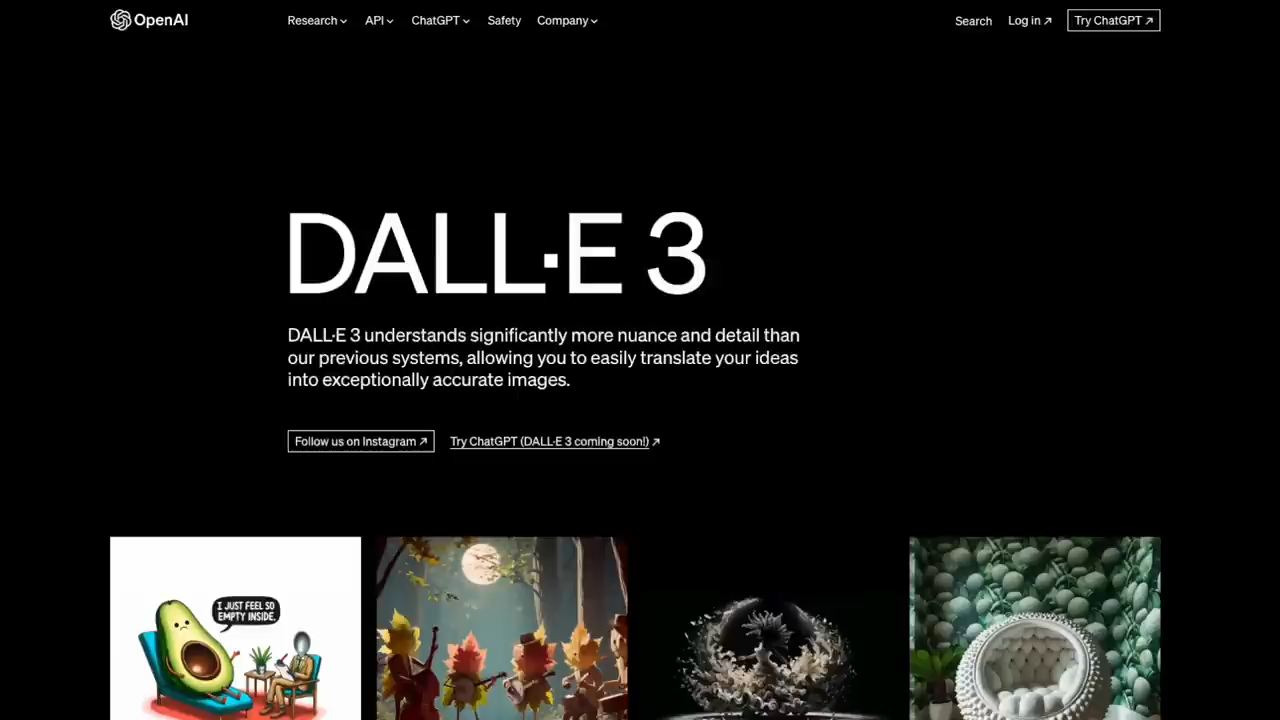 OpenAI
Research API ChatGPT Safety Company
Search Log in ↗ Try ChatGPT ↗
DALL·E 3
DALL·E 3 understands significantly more nuance and detail than
our previous systems, allowing you to easily translate your ideas
into exceptionally accurate images.
Follow us on Instagram ↗ Try ChatGPT (DALL·E 3 coming soon!) ↗
I JUST FEEL SO
EMPTY INSIDE.